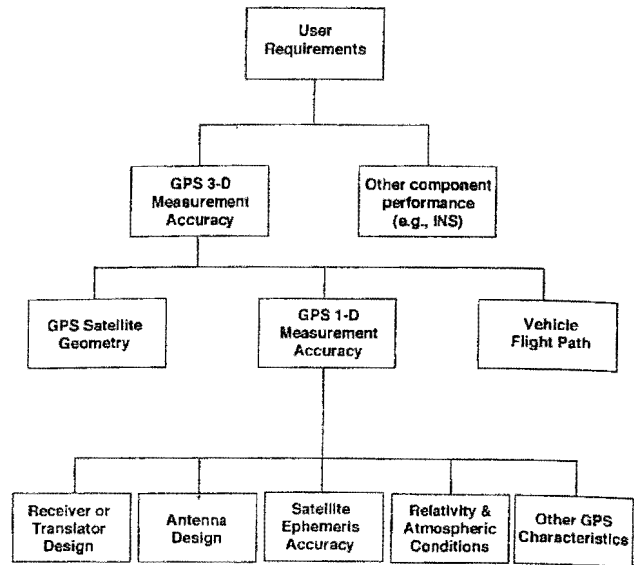 User
Requirements
GPS 3-D
Measurement
Accuracy
Other component
performance
(e.g., INS)
GPS Satellite
Geometry
GPS 1-D
Measurement
Accuracy
Vehicle
Flight Path
Receiver or
Translator
Design
Antenna
Design
Satellite
Ephemeris
Accuracy
Relativity &
Atmospheric
Conditions
Other GPS
Characteristics